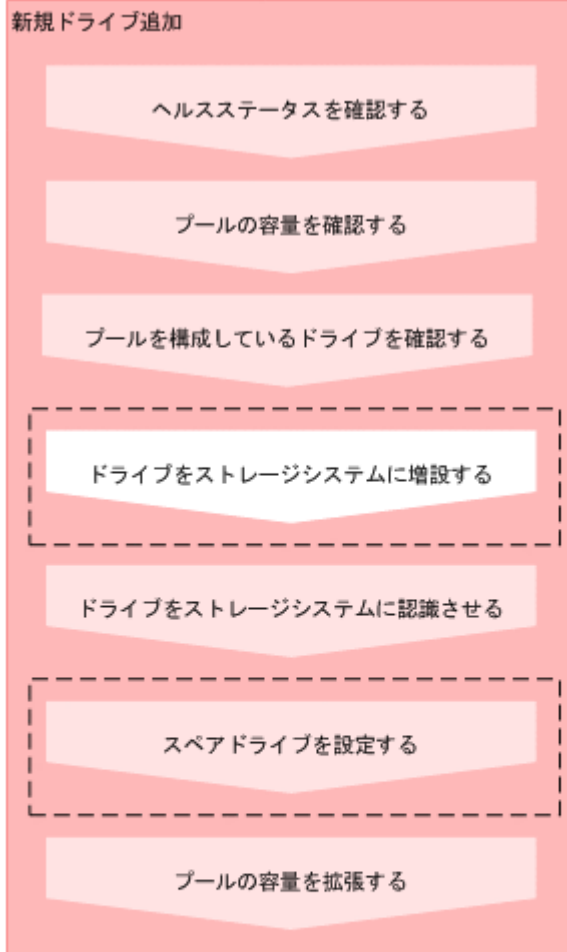 新規ドライブ追加
ヘルスステータスを確認する
プールの容量を確認する
プールを構成しているドライブを確認する
ドライブをストレージシステムに増設する
ドライブをストレージシステムに認識させる
スペアドライブを設定する
プールの容量を拡張する